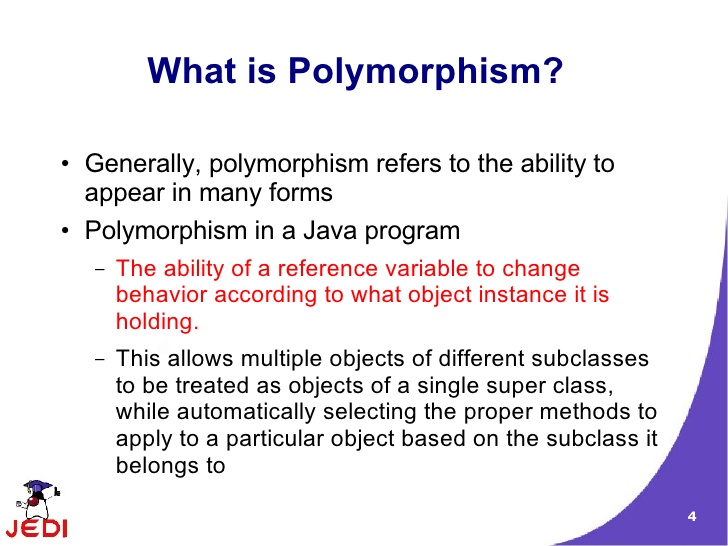 What is Polymorphism?
• Generally, polymorphism refers to the ability to
appear in many forms
• Polymorphism in a Java program
– The ability of a reference variable to change
behavior according to what object instance it is
holding.
– This allows multiple objects of different subclasses
to be treated as objects of a single super class,
while automatically selecting the proper methods to
apply to a particular object based on the subclass it
belongs to
JEDI
4